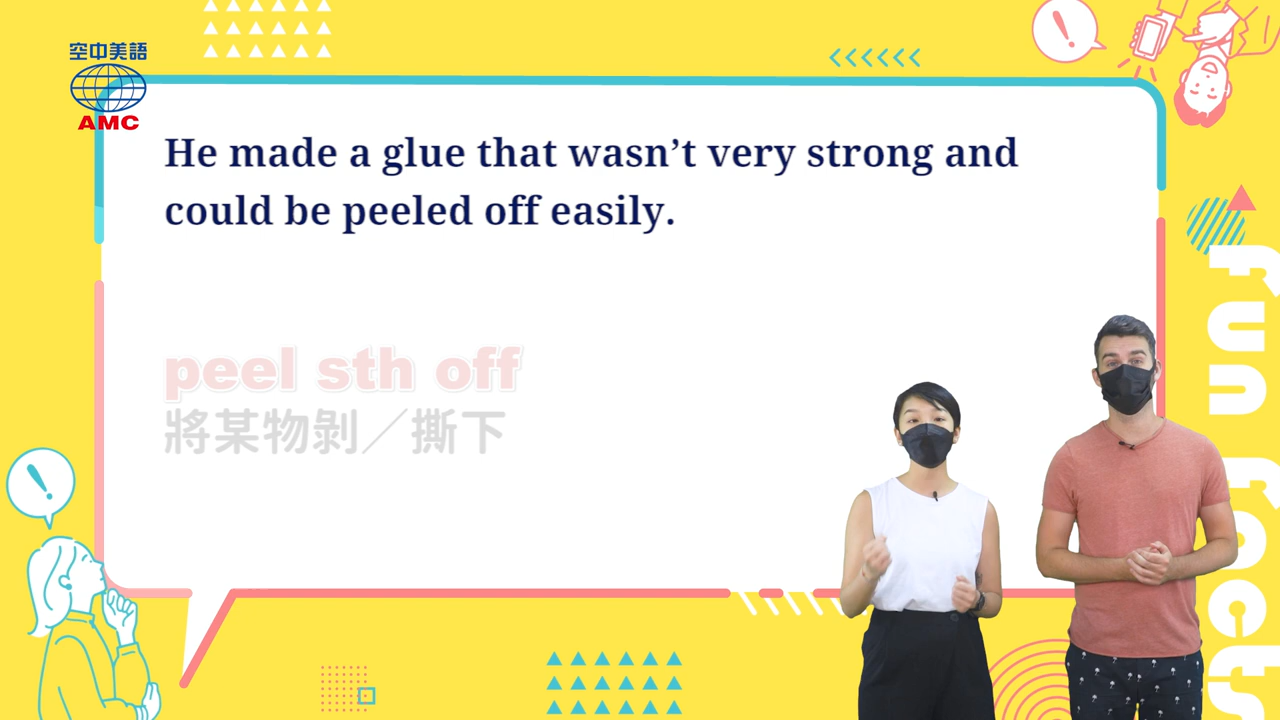 空中美語
AMC
He made a glue that wasn’t very strong and
could be peeled off easily.
peel sth off
將某物剝／撕下
fun facts